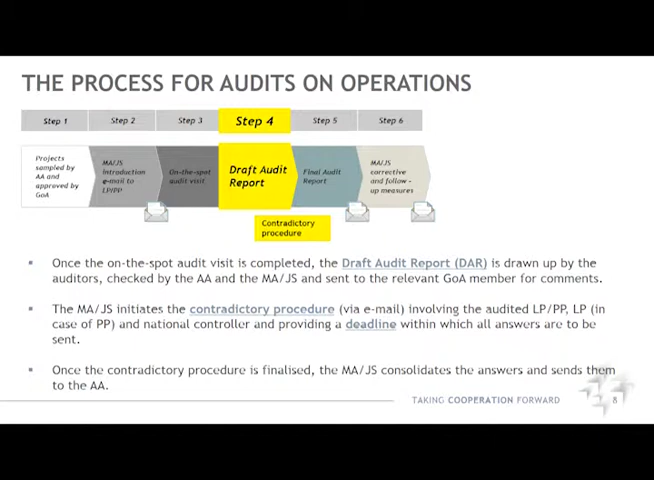 THE PROCESS FOR AUDITS ON OPERATIONS
Step 1
Step 2
Step 3
Step 4
Step 5
Step 6
Projects
sampled by
AA and
approved by
GoA
MA/JS
Introduction
e-mail to
LP/PP
On-the-spot
audit visit
Draft Audit
Report
Final Audit
Report
MA/JS
corrective
and follow -
up measures
Contradictory
procedure
▪ Once the on-the-spot audit visit is completed, the Draft Audit Report (DAR) is drawn up by the
auditors, checked by the AA and the MA/JS and sent to the relevant GoA member for comments.
▪ The MA/JS initiates the contradictory procedure (via e-mail) involving the audited LP/PP, LP (in
case of PP) and national controller and providing a deadline within which all answers are to be
sent.
▪ Once the contradictory procedure is finalised, the MA/JS consolidates the answers and sends them
to the AA.
TAKING COOPERATION FORWARD
8